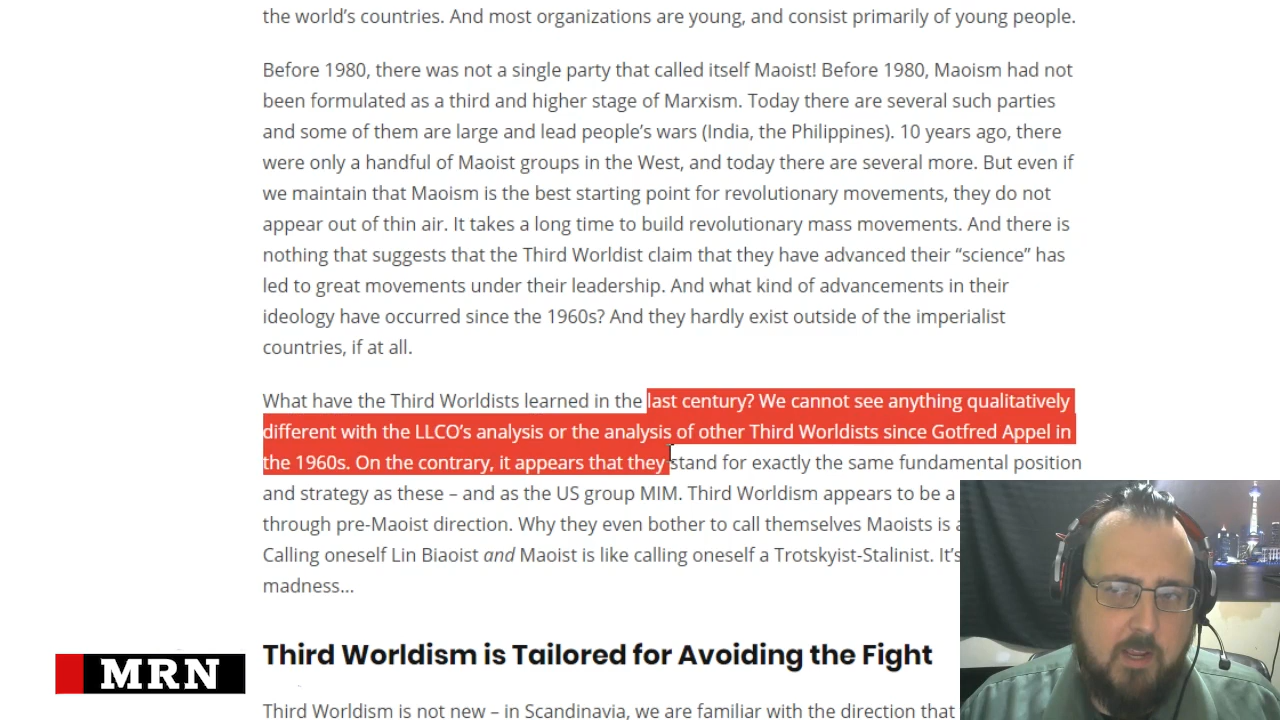 the world’s countries. And most organizations are young, and consist primarily of young people.
Before 1980, there was not a single party that called itself Maoist! Before 1980, Maoism had not
been formulated as a third and higher stage of Marxism. Today there are several such parties
and some of them are large and lead people’s wars (India, the Philippines). 10 years ago, there
were only a handful of Maoist groups in the West, and today there are several more. But even if
we maintain that Maoism is the best starting point for revolutionary movements, they do not
appear out of thin air. It takes a long time to build revolutionary mass movements. And there is
nothing that suggests that the Third Worldist claim that they have advanced their “science” has
led to great movements under their leadership. And what kind of advancements in their
ideology have occurred since the 1960s? And they hardly exist outside of the imperialist
countries, if at all.
What have the Third Worldists learned in the last century? We cannot see anything qualitatively
different with the LLCO’s analysis or the analysis of other Third Worldists since Gotfred Appel in
the 1960s. On the contrary, it appears that they stand for exactly the same fundamental position
and strategy as these – and as the US group MIM. Third Worldism appears to be a
through pre-Maoist direction. Why they even bother to call themselves Maoists is
Calling oneself Lin Biaoist and Maoist is like calling oneself a Trotskyist-Stalinist. It’s
madness…
Third Worldism is Tailored for Avoiding the Fight
Third Worldism is not new – in Scandinavia, we are familiar with the direction that
MRN